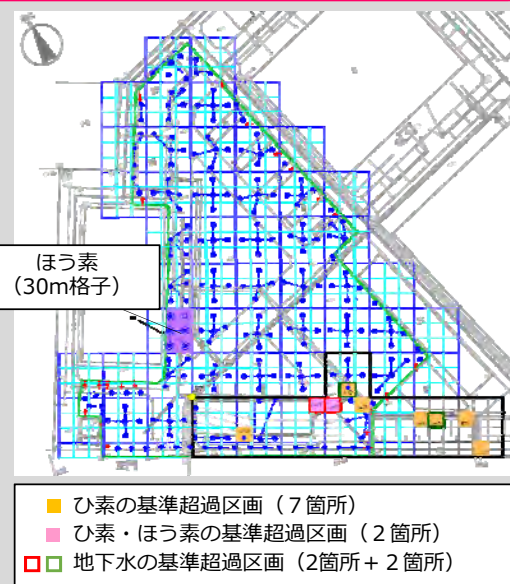 ほう素
（30m格子）
ひ素の基準超過区画（７箇所）
ひ素・ほう素の基準超過区画（２箇所）
地下水の基準超過区画（2箇所＋２箇所）